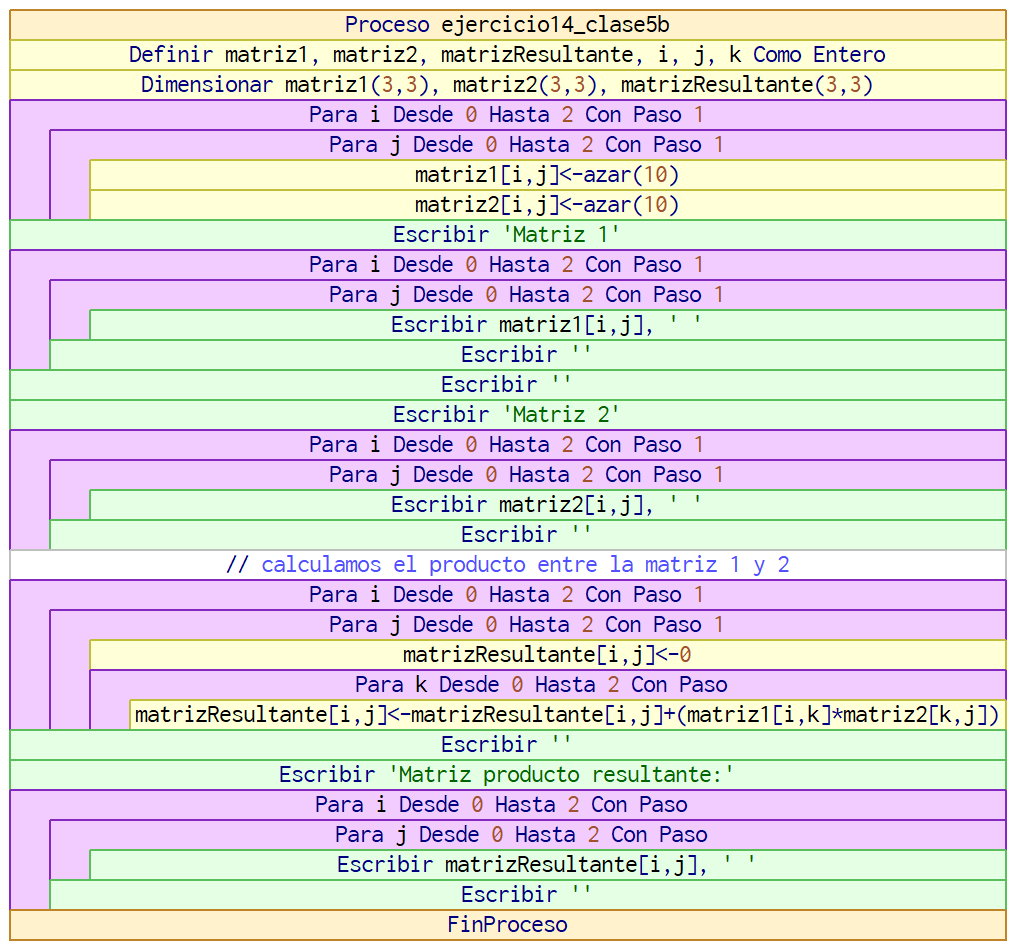 Proceso ejercicio14_clase5b
Definir matriz1, matriz2, matrizResultante, i, j, k Como Entero
Dimensionar matriz1(3,3), matriz2(3,3), matrizResultante(3,3)
Para i Desde 0 Hasta 2 Con Paso 1
Para j Desde 0 Hasta 2 Con Paso 1
matriz1[i,j]<-azar(10)
matriz2[i,j]<-azar(10)
Escribir 'Matriz 1'
Para i Desde 0 Hasta 2 Con Paso 1
Para j Desde 0 Hasta 2 Con Paso 1
Escribir matriz1[i,j], ' '
Escribir ''
Escribir ''
Escribir 'Matriz 2'
Para i Desde 0 Hasta 2 Con Paso 1
Para j Desde 0 Hasta 2 Con Paso 1
Escribir matriz2[i,j], ' '
Escribir ''
// calculamos el producto entre la matriz 1 y 2
Para i Desde 0 Hasta 2 Con Paso 1
Para j Desde 0 Hasta 2 Con Paso 1
matrizResultante[i,j]<-0
Para k Desde 0 Hasta 2 Con Paso
matrizResultante[i,j]<-matrizResultante[i,j]+(matriz1[i,k]*matriz2[k,j])
Escribir ''
Escribir 'Matriz producto resultante:'
Para i Desde 0 Hasta 2 Con Paso
Para j Desde 0 Hasta 2 Con Paso
Escribir matrizResultante[i,j], ' '
Escribir ''
FinProceso